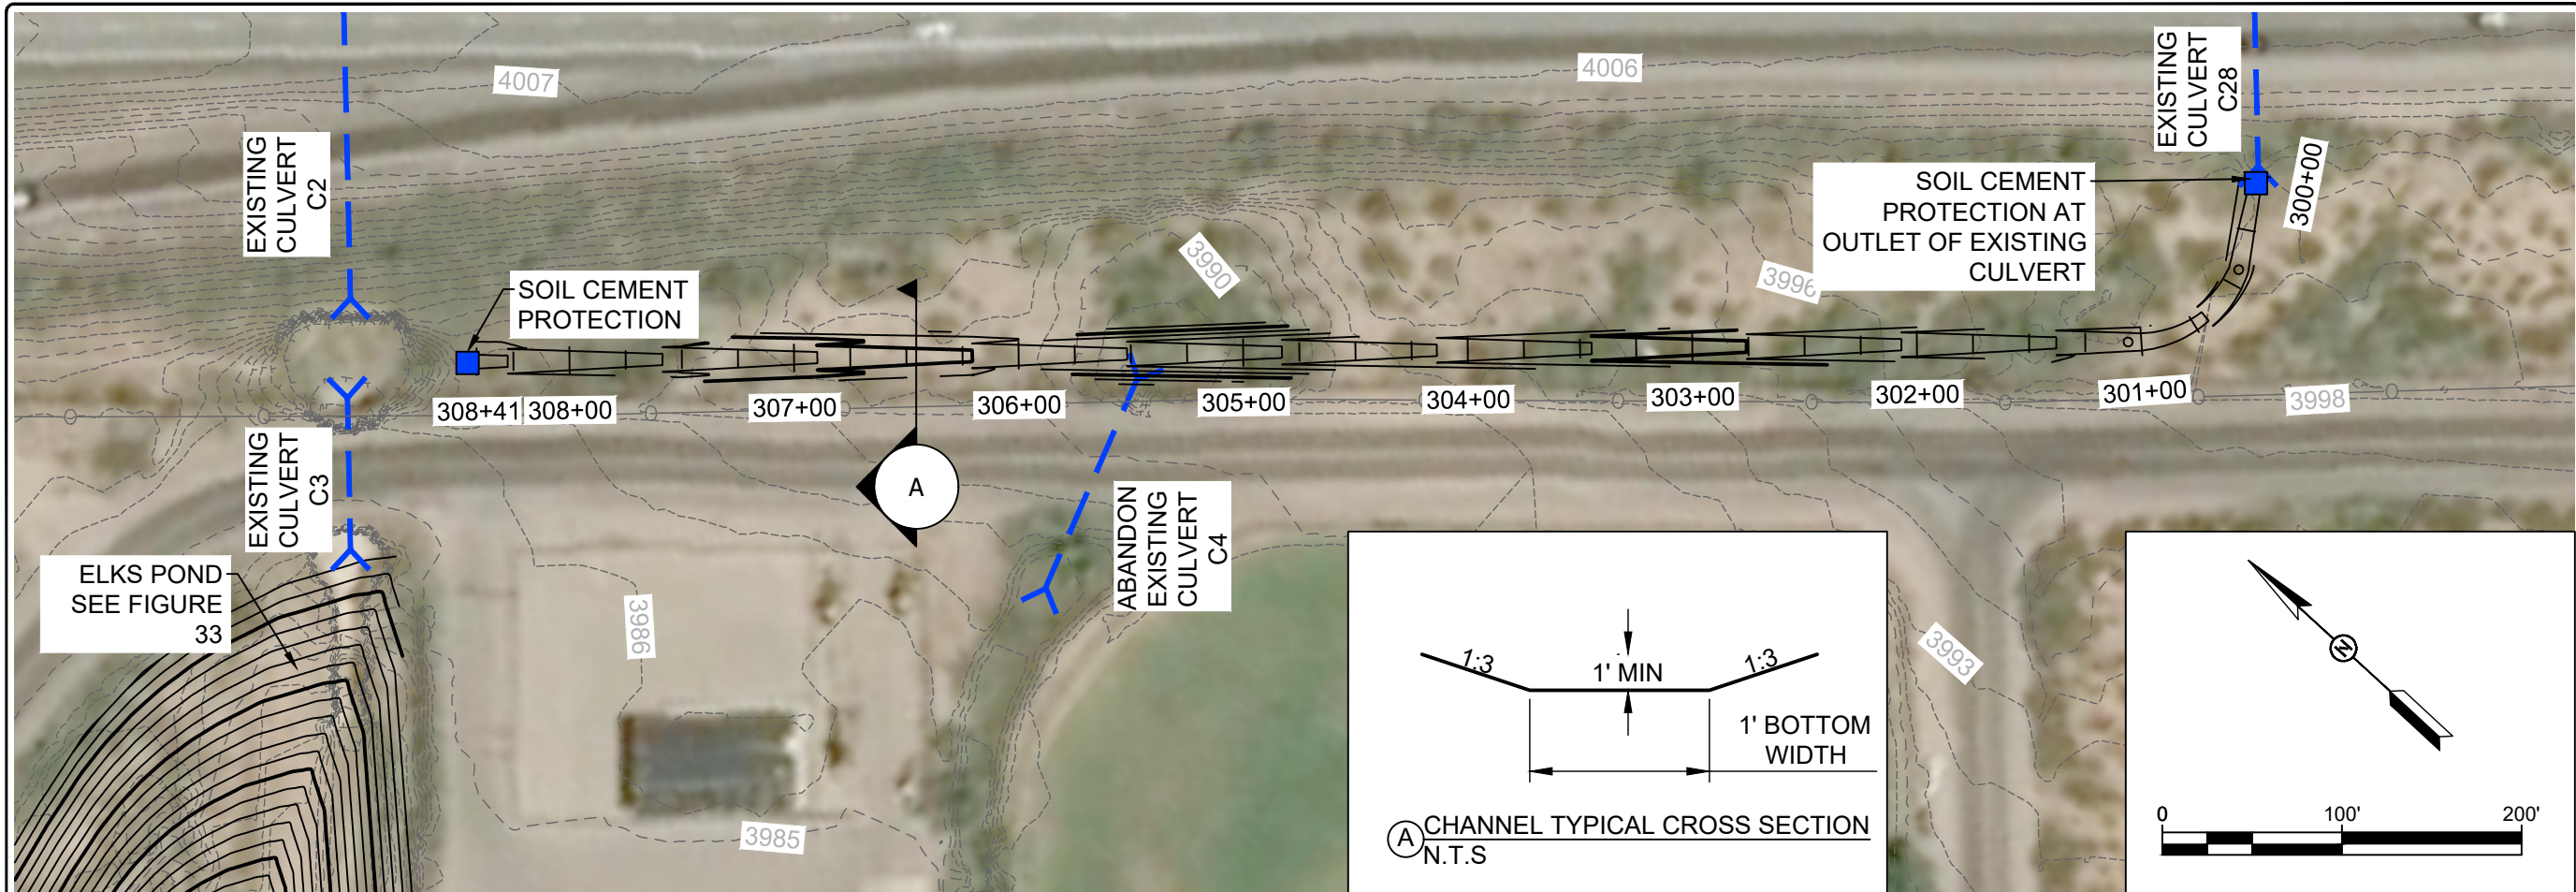 4007
4006
EXISTING
CULVERT
C2
EXISTING
CULVERT
C28
300+00
SOIL CEMENT
PROTECTION AT
OUTLET OF EXISTING
CULVERT
3990
3996
SOIL CEMENT
PROTECTION
308+41
308+00
307+00
306+00
305+00
304+00
303+00
302+00
301+00
3998
EXISTING
CULVERT
C3
A
ABANDON
EXISTING
CULVERT
C4
ELKS POND
SEE FIGURE
33
3986
3985
3993
1:3
1' MIN
1:3
1' BOTTOM
WIDTH
A CHANNEL TYPICAL CROSS SECTION
N.T.S
N
0 100' 200'